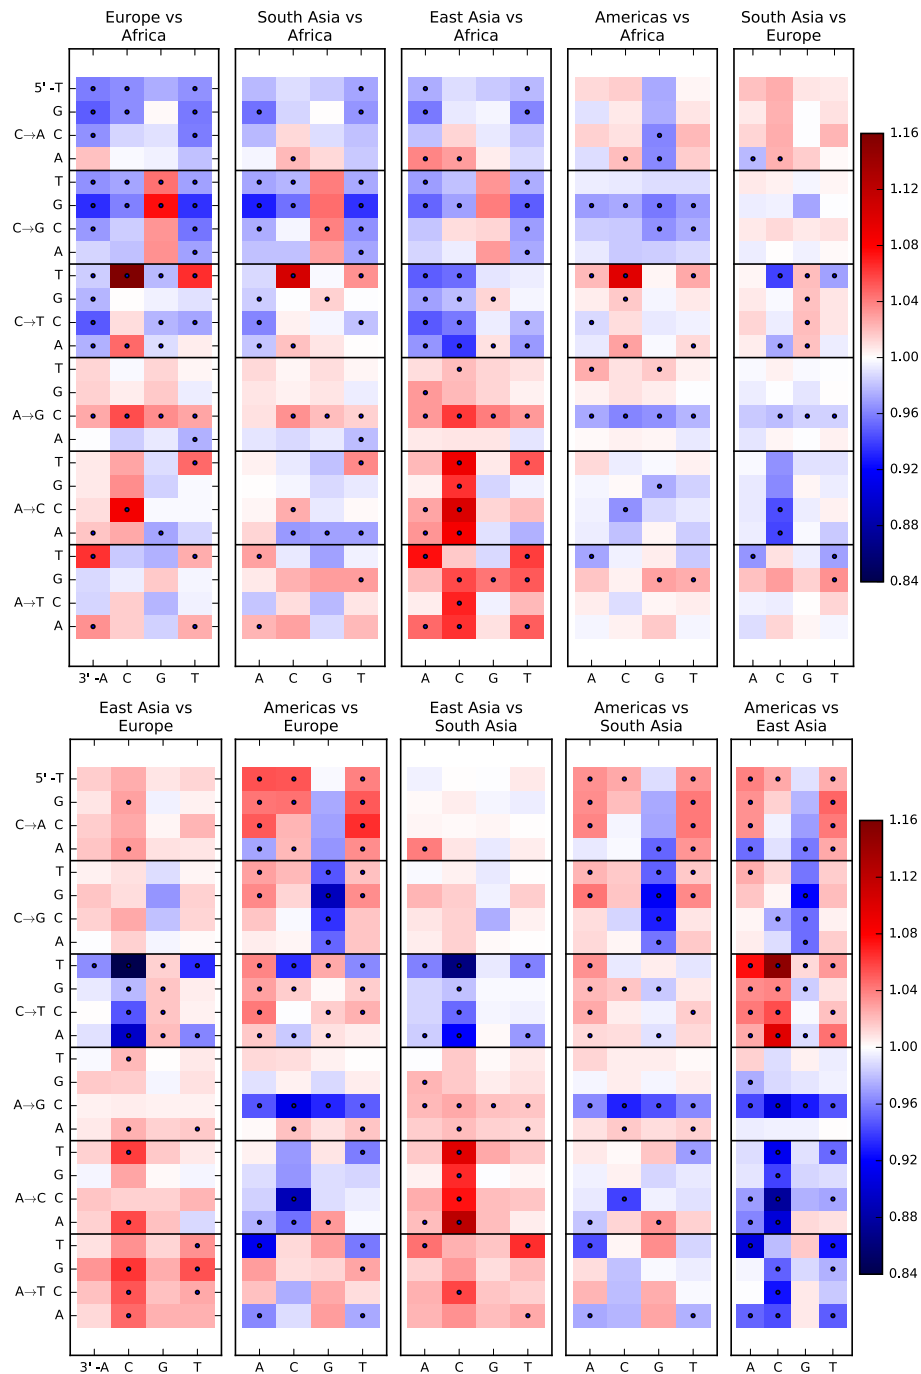 Europe vs
Africa
South Asia vs
Africa
East Asia vs
Africa
Americas vs
Africa
South Asia vs
Europe
5' -T
G
C→A C
A
T
G
C→G C
A
T
G
C→T C
A
T
G
A→G C
A
T
G
A→C C
A
T
G
A→T C
A
3' -A C G T
A C G T
A C G T
A C G T
A C G T
1.16
1.12
1.08
1.04
1.00
0.96
0.92
0.88
0.84
East Asia vs
Europe
Americas vs
Europe
East Asia vs
South Asia
Americas vs
South Asia
Americas vs
East Asia
5' -T
G
C→A C
A
T
G
C→G C
A
T
G
C→T C
A
T
G
A→G C
A
T
G
A→C C
A
T
G
A→T C
A
3' -A C G T
A C G T
A C G T
A C G T
A C G T
1.16
1.12
1.08
1.04
1.00
0.96
0.92
0.88
0.84